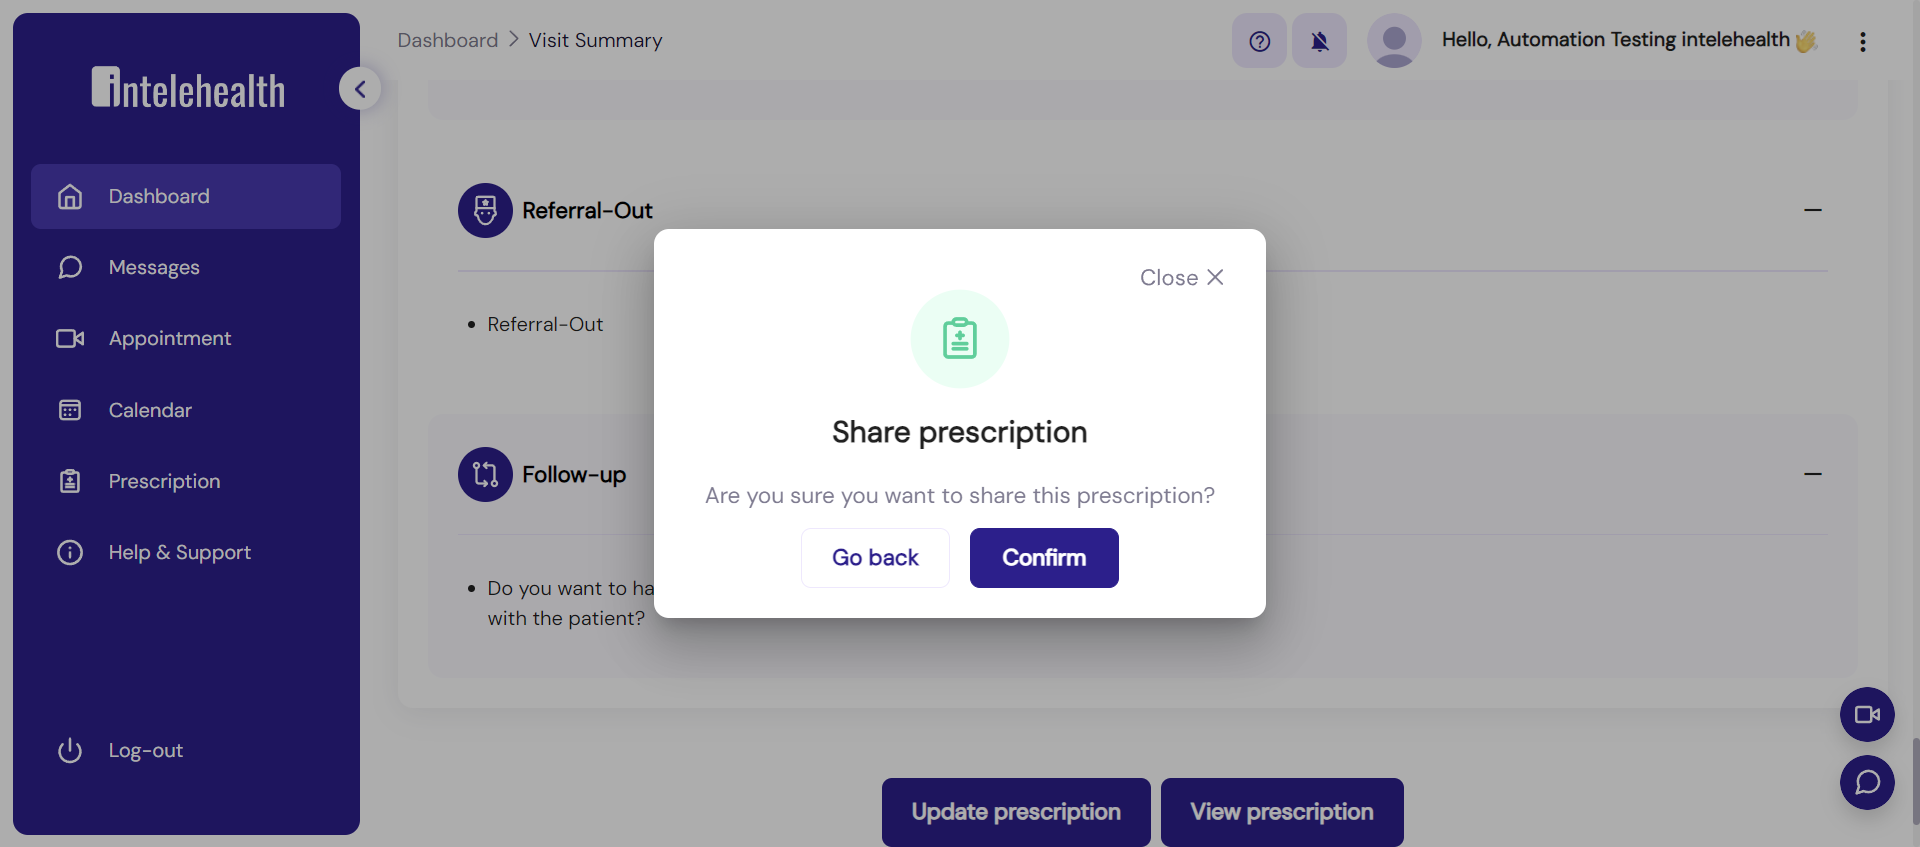 intelehealth
Dashboard
Messages
Appointment
Calendar
Prescription
Help & Support
Log-out
Dashboard > Visit Summary
Hello, Automation Testing intelehealth 👋
Referral-Out
• Referral-Out
Follow-up
• Do you want to ha
with the patient?
Close ×
Share prescription
Are you sure you want to share this prescription?
Go back
Confirm
Update prescription
View prescription